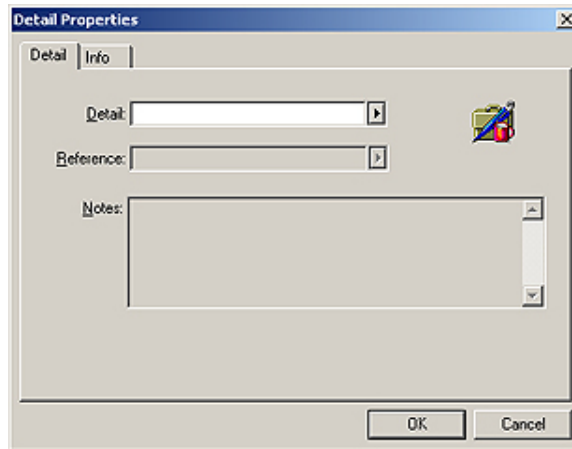 Detail Properties
Detail Info
Detail:
Reference:
Notes:
OK Cancel